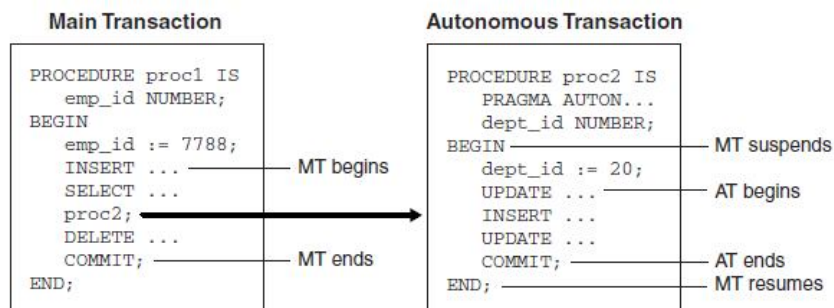 Main Transaction
PROCEDURE proc1 IS
emp_id NUMBER;
BEGIN
emp_id := 7788;
INSERT ... MT begins
SELECT ...
proc2;
DELETE ...
COMMIT; MT ends
END;
Autonomous Transaction
PROCEDURE proc2 IS
PRAGMA AUTON...
dept_id NUMBER;
BEGIN MT suspends
dept_id := 20;
UPDATE ... AT begins
INSERT ...
UPDATE ...
COMMIT; AT ends
END; MT resumes